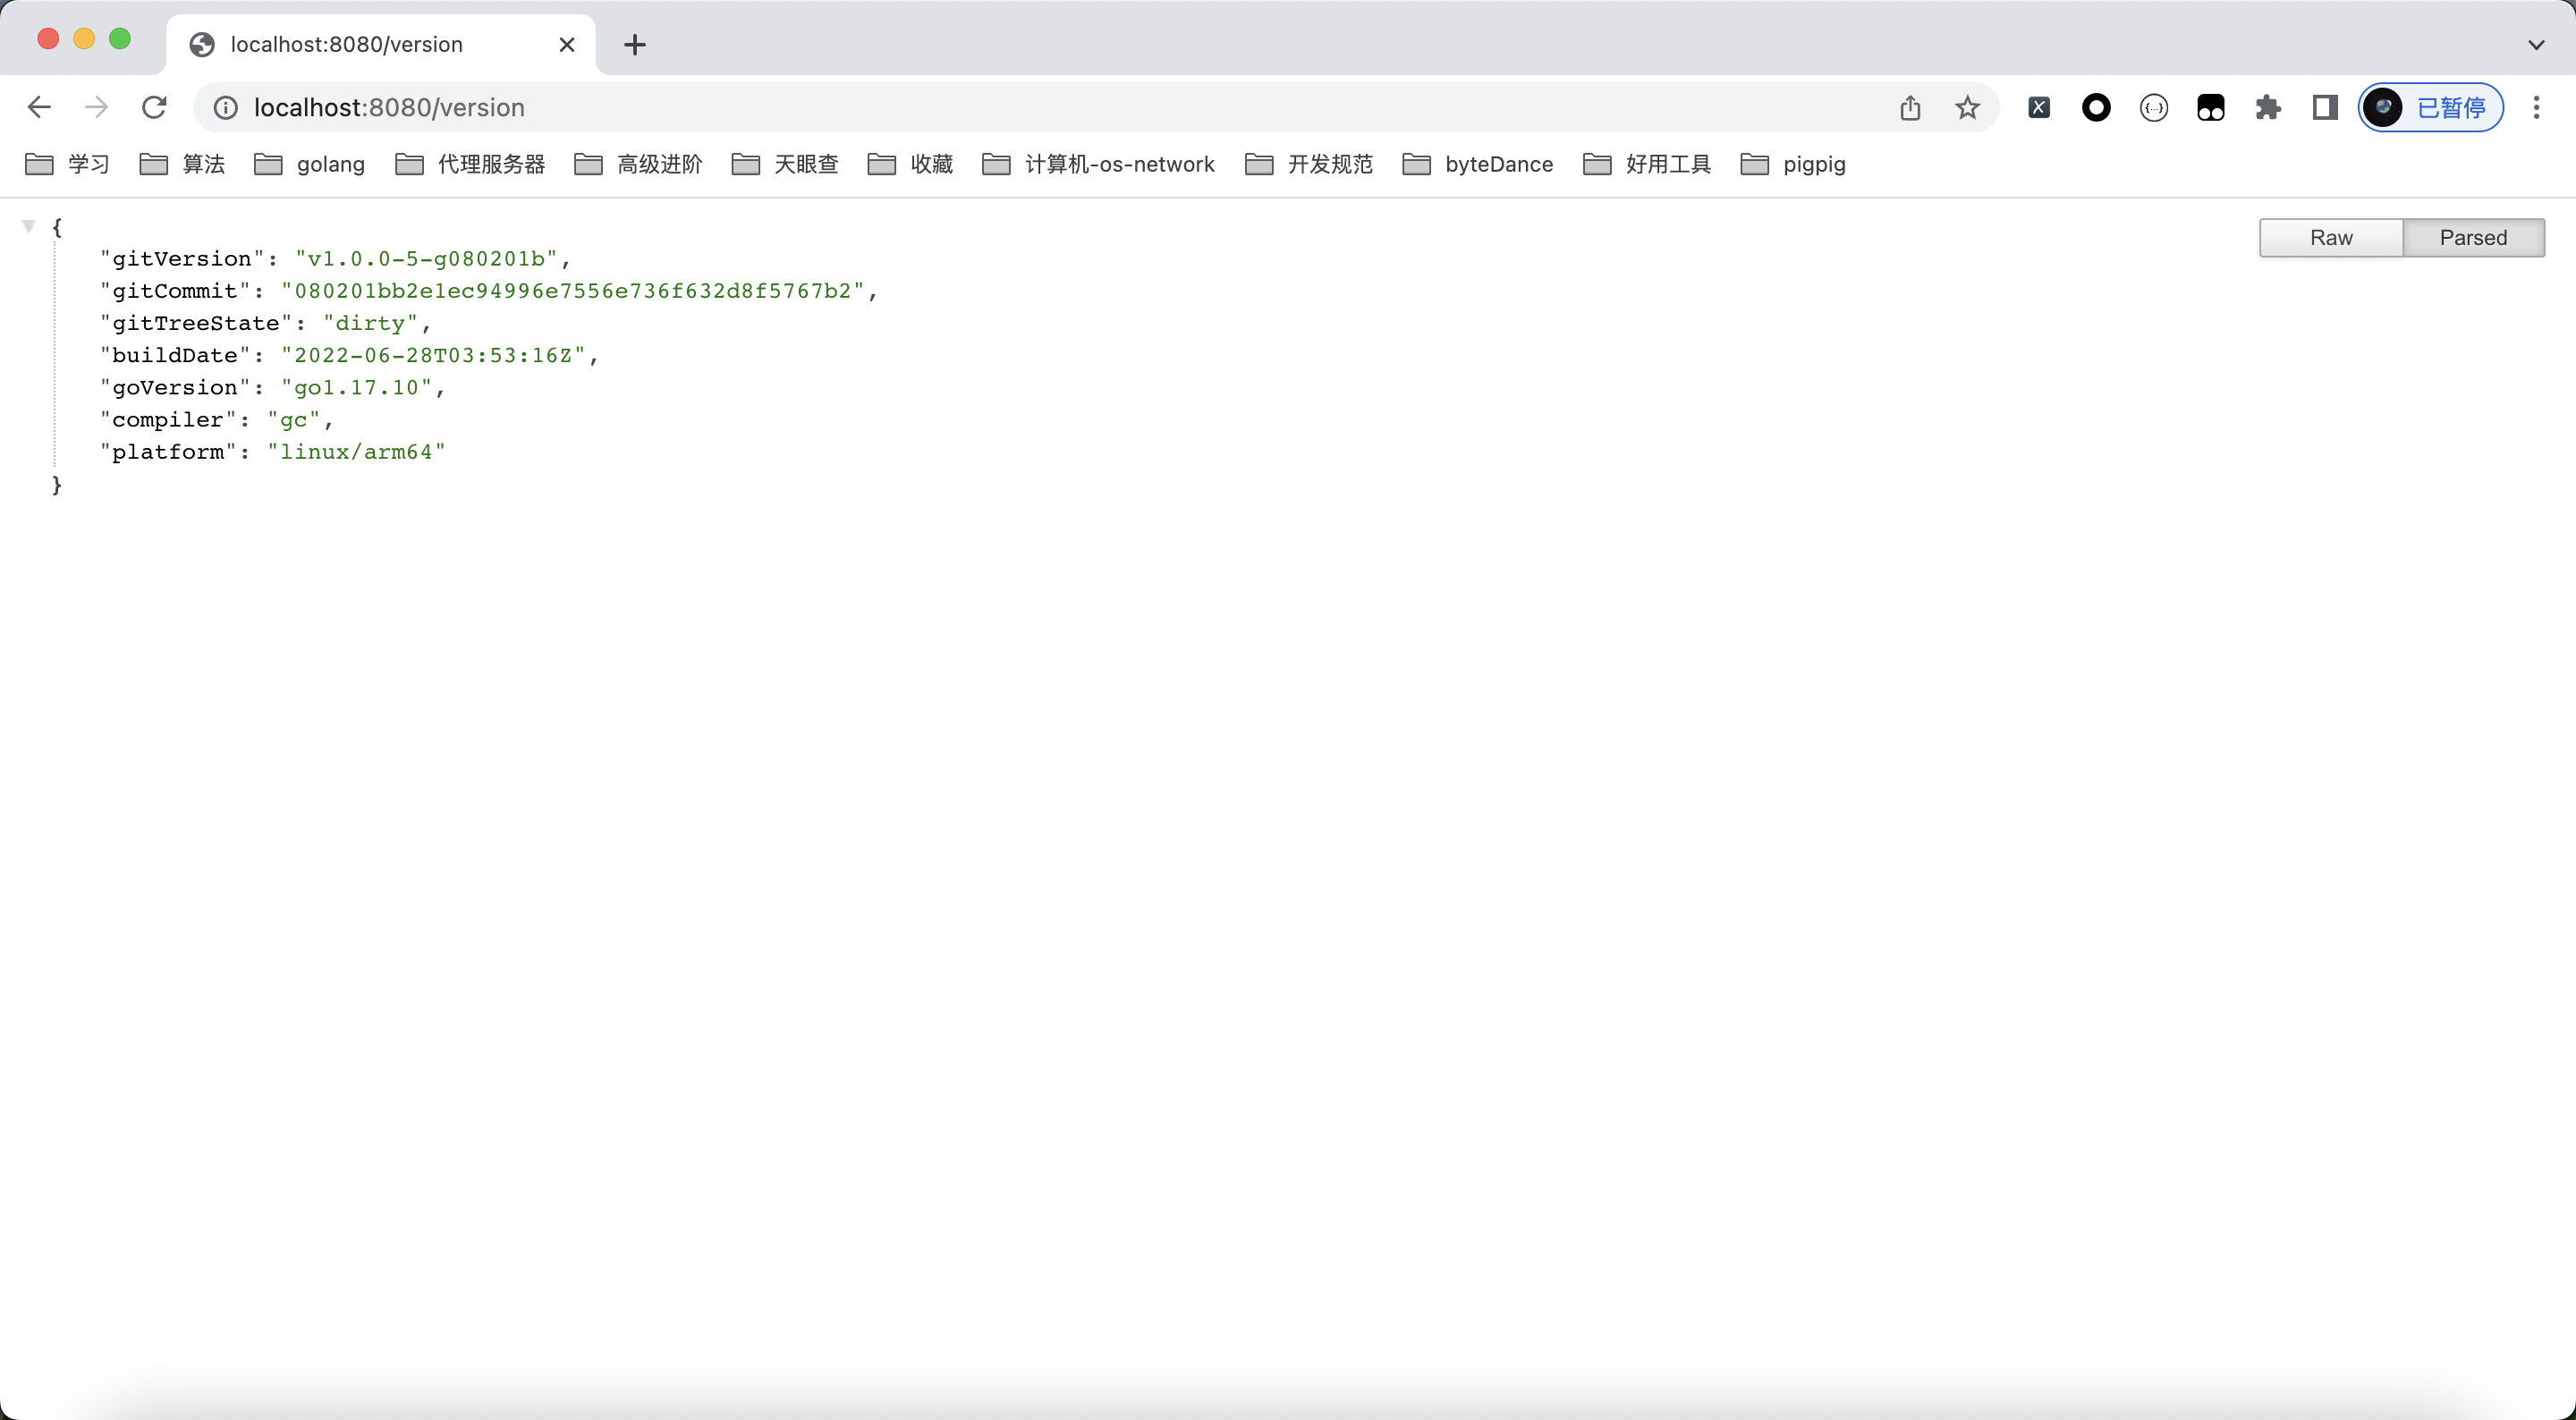 localhost:8080/version
localhost:8080/version
已暂停
学习 算法 golang 代理服务器 高级进阶 天眼查 收藏 计算机-os-network 开发规范 byteDance 好用工具 pigpig
Raw Parsed
{
"gitVersion": "v1.0.0-5-g080201b",
"gitCommit": "080201bb2e1ec94996e7556e736f632d8f5767b2",
"gitTreeState": "dirty",
"buildDate": "2022-06-28T03:53:16Z",
"goVersion": "go1.17.10",
"compiler": "gc",
"platform": "linux/arm64"
}